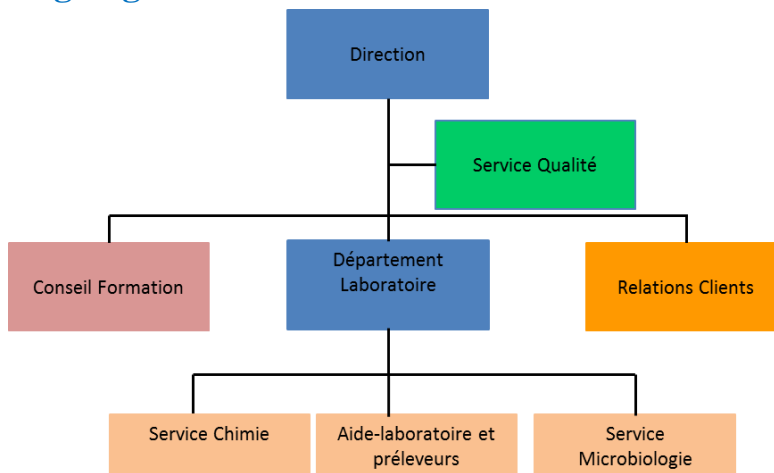 Direction
Service Qualité
Conseil Formation
Département
Laboratoire
Relations Clients
Service Chimie
Aide-laboratoire et
préleveurs
Service
Microbiologie